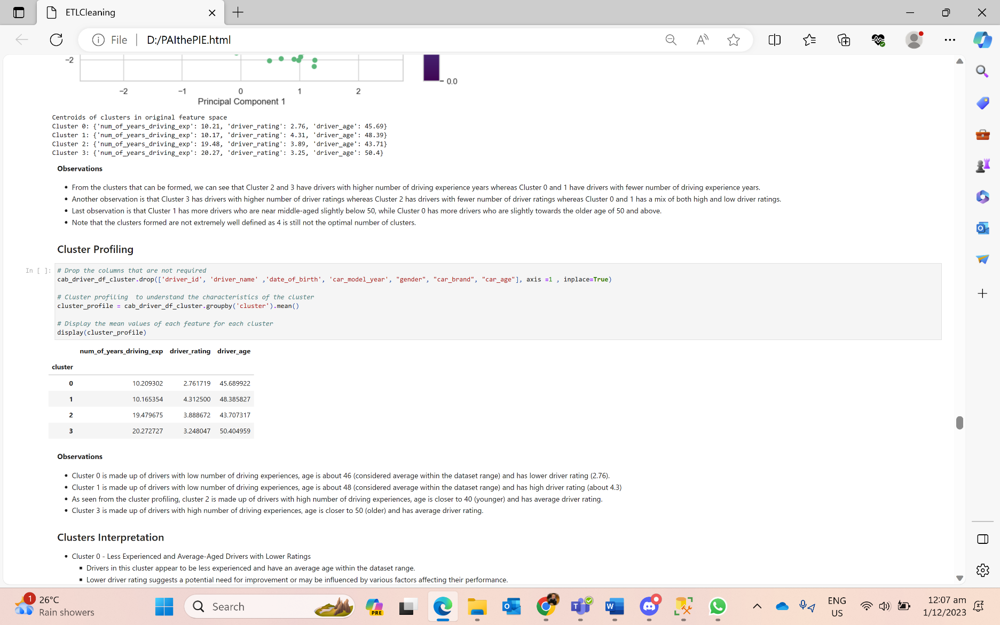 ETLCleaning
File
D:/PAIthePIE.html
−2
0.0
−2 −1 0 1 2
Principal Component 1
Centroids of clusters in original feature space
Cluster 0: {'num_of_years_driving_exp': 10.21, 'driver_rating': 2.76, 'driver_age': 45.69}
Cluster 1: {'num_of_years_driving_exp': 10.17, 'driver_rating': 4.31, 'driver_age': 48.39}
Cluster 2: {'num_of_years_driving_exp': 19.48, 'driver_rating': 3.89, 'driver_age': 43.71}
Cluster 3: {'num_of_years_driving_exp': 20.27, 'driver_rating': 3.25, 'driver_age': 50.4}
Observations
• From the clusters that can be formed, we can see that Cluster 2 and 3 have drivers with higher number of driving experience years whereas Cluster 0 and 1 have drivers with fewer number of driving experience years.
• Another observation is that Cluster 3 has drivers with higher number of driver ratings whereas Cluster 2 has drivers with fewer number of driver ratings whereas Cluster 0 and 1 has a mix of both high and low driver ratings.
• Last observation is that Cluster 1 has more drivers who are near middle-aged slightly below 50, while Cluster 0 has more drivers who are slightly towards the older age of 50 and above.
• Note that the clusters formed are not extremely well defined as 4 is still not the optimal number of clusters.
Cluster Profiling
In [ ]:
# Drop the columns that are not required
cab_driver_df_cluster.drop(['driver_id', 'driver_name' ,'date_of_birth', 'car_model_year', "gender", "car_brand", "car_age"], axis =1 , inplace=True)
# Cluster profiling  to understand the characteristics of the cluster
cluster_profile = cab_driver_df_cluster.groupby('cluster').mean()
# Display the mean values of each feature for each cluster
display(cluster_profile)
num_of_years_driving_exp driver_rating driver_age
cluster
0 10.209302 2.761719 45.689922
1 10.165354 4.312500 48.385827
2 19.479675 3.888672 43.707317
3 20.272727 3.248047 50.404959
Observations
• Cluster 0 is made up of drivers with low number of driving experiences, age is about 46 (considered average within the dataset range) and has lower driver rating (2.76).
• Cluster 1 is made up of drivers with low number of driving experiences, age is about 48 (considered average within the dataset range) and has high driver rating (about 4.3)
• As seen from the cluster profiling, cluster 2 is made up of drivers with high number of driving experiences, age is closer to 40 (younger) and has average driver rating.
• Cluster 3 is made up of drivers with high number of driving experiences, age is closer to 50 (older) and has average driver rating.
Clusters Interpretation
• Cluster 0 - Less Experienced and Average-Aged Drivers with Lower Ratings
▪ Drivers in this cluster appear to be less experienced and have an average age within the dataset range.
▪ Lower driver rating suggests a potential need for improvement or may be influenced by various factors affecting their performance.
1
26°C
Rain showers
Search
PRE
ENG
US
12:07 am
1/12/2023